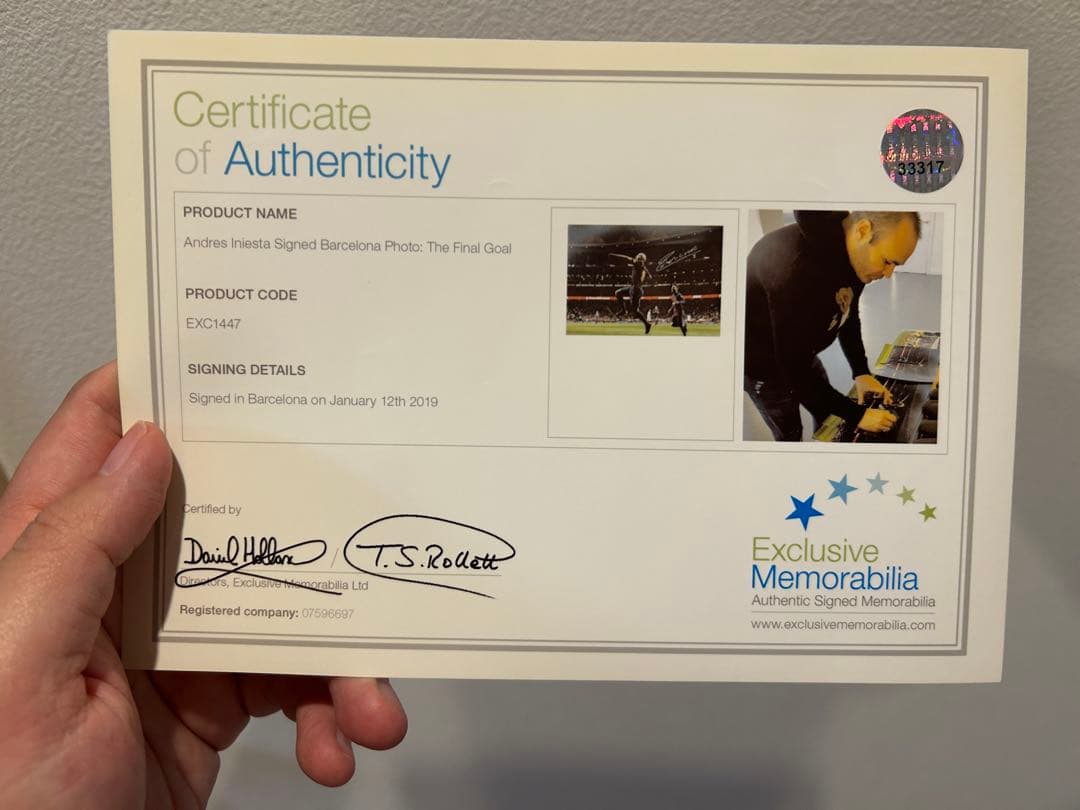 Certificate
of Authenticity
33317
PRODUCT NAME
Andres Iniesta Signed Barcelona Photo: The Final Goal
PRODUCT CODE
EXC1447
SIGNING DETAILS
Signed in Barcelona on January 12th 2019
Certified by
T.S. Rollett
Directors, Exclusive Memorabilia Ltd
Registered company: 07596697
Exclusive
Memorabilia
Authentic Signed Memorabilia
www.exclusivememorabilia.com